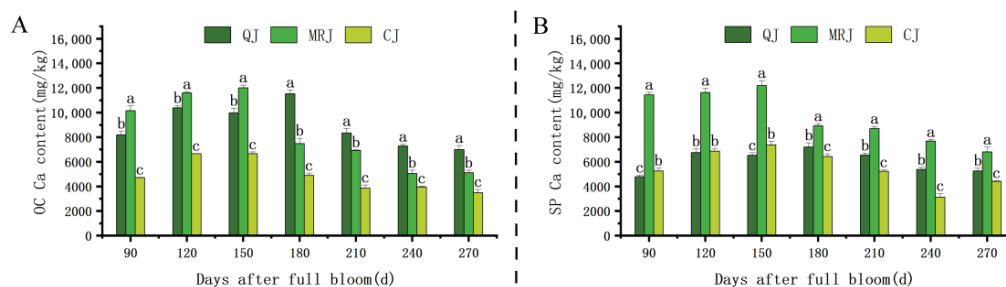 A
QJ MRJ CJ
OC Ca content(mg/kg)
16,000
14,000
12,000
10,000
8000
6000
4000
2000
0
b a c
b a c
b a c
a b c
a b c
a b c
a b c
90 120 150 180 210 240 270
Days after full bloom(d)
B
QJ MRJ CJ
SP Ca content(mg/kg)
16,000
14,000
12,000
10,000
8000
6000
4000
2000
0
c a b
b a b
c a b
b a c
b a c
b a c
b a c
90 120 150 180 210 240 270
Days after full bloom(d)